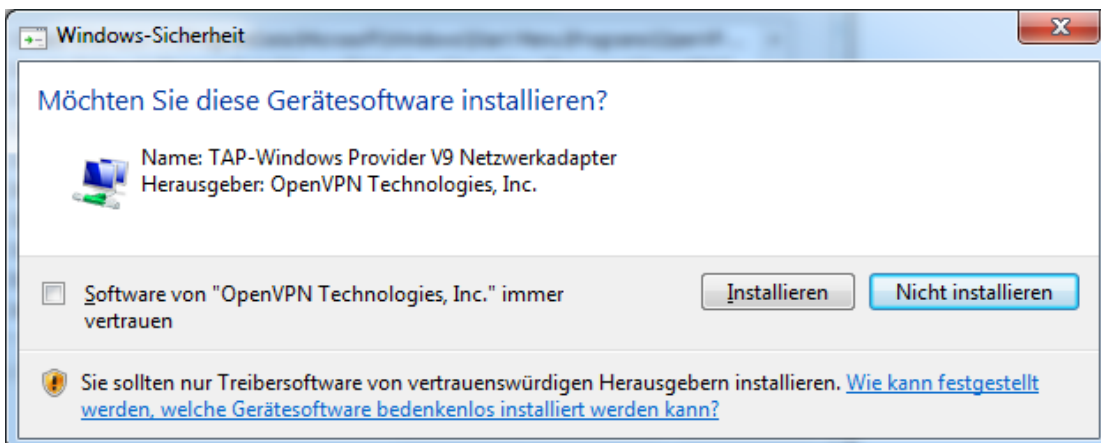 Windows-Sicherheit
Möchten Sie diese Gerätesoftware installieren?
Name: TAP-Windows Provider V9 Netzwerkadapter
Herausgeber: OpenVPN Technologies, Inc.
Software von "OpenVPN Technologies, Inc." immer
vertrauen
Installieren
Nicht installieren
Sie sollten nur Treibersoftware von vertrauenswürdigen Herausgebern installieren. Wie kann festgestellt
werden, welche Gerätesoftware bedenkenlos installiert werden kann?